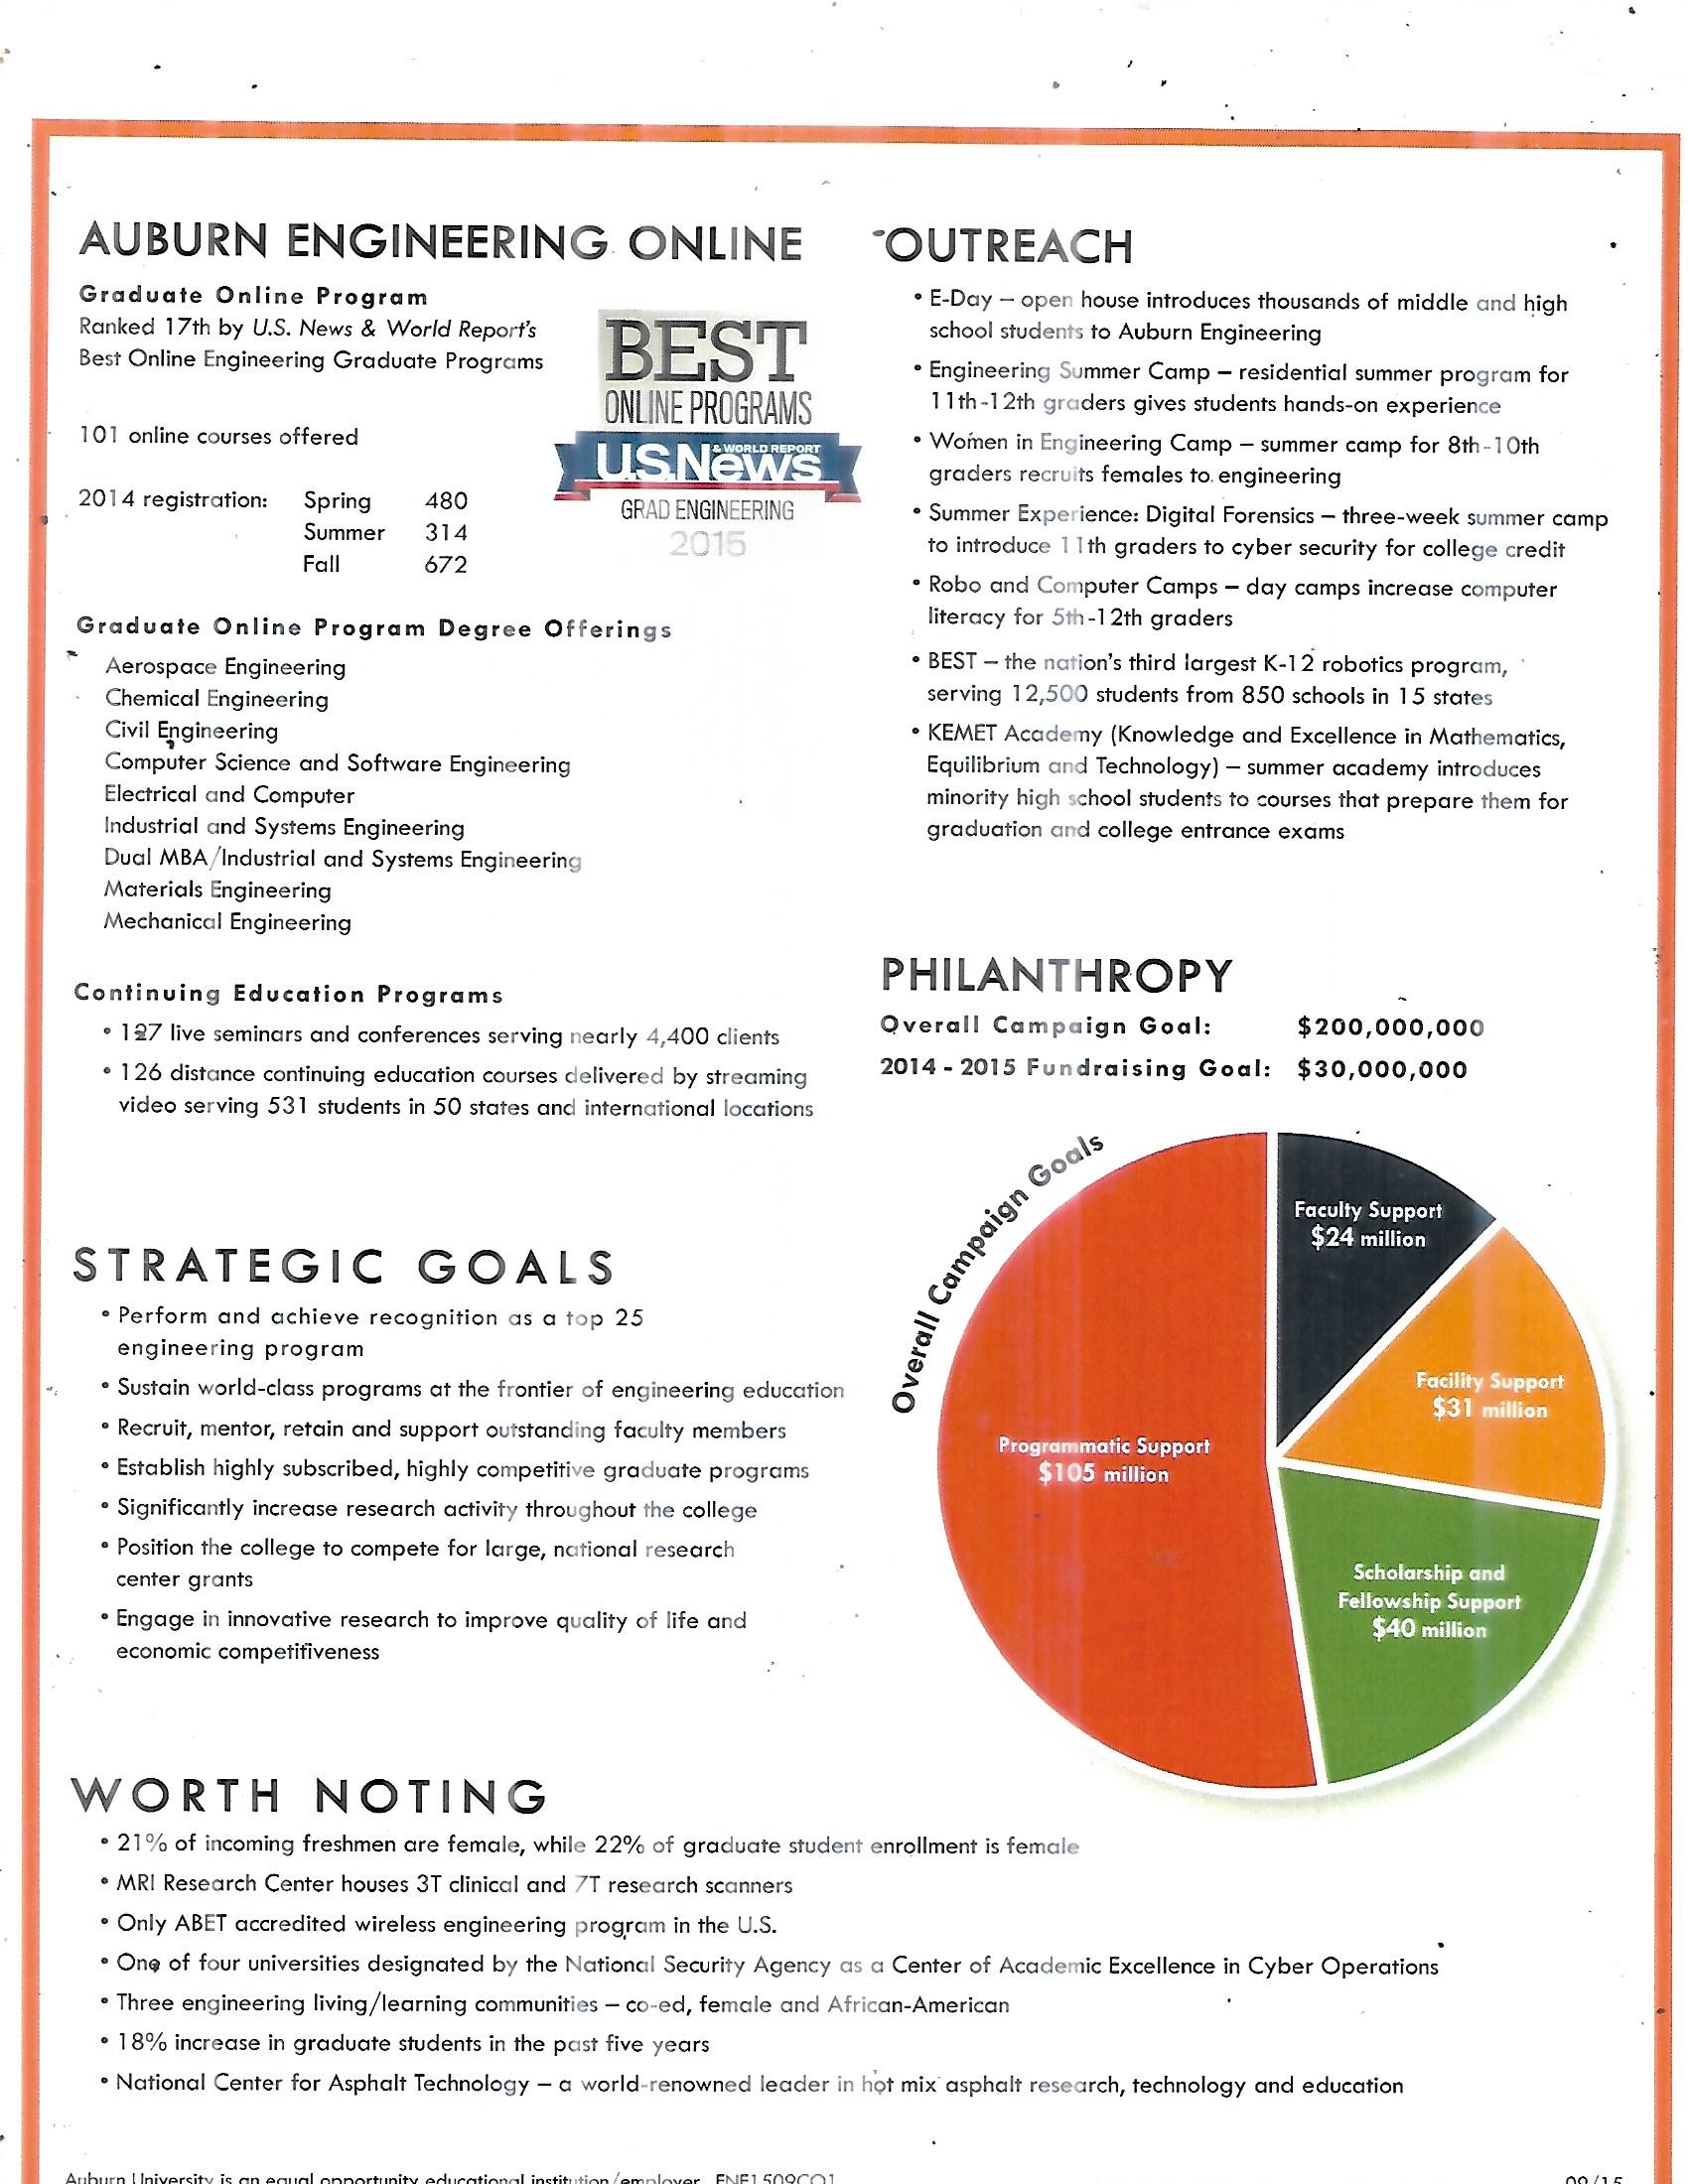 AUBURN ENGINEERING ONLINE
Graduate Online Program
Ranked 17th by U.S. News & World Report's
Best Online Engineering Graduate Programs
101 online courses offered
2014 registration: Spring 480
Summer 314
Fall 672
BEST
ONLINE PROGRAMS
U.S.News & WORLD REPORT
GRAD ENGINEERING
2015
Graduate Online Program Degree Offerings
Aerospace Engineering
Chemical Engineering
Civil Engineering
Computer Science and Software Engineering
Electrical and Computer
Industrial and Systems Engineering
Dual MBA/Industrial and Systems Engineering
Materials Engineering
Mechanical Engineering
Continuing Education Programs
• 127 live seminars and conferences serving nearly 4,400 clients
• 126 distance continuing education courses delivered by streaming
video serving 531 students in 50 states and international locations
STRATEGIC GOALS
• Perform and achieve recognition as a top 25
engineering program
• Sustain world-class programs at the frontier of engineering education
• Recruit, mentor, retain and support outstanding faculty members
• Establish highly subscribed, highly competitive graduate programs
• Significantly increase research activity throughout the college
• Position the college to compete for large, national research
center grants
• Engage in innovative research to improve quality of life and
economic competitiveness
OUTREACH
• E-Day – open house introduces thousands of middle and high
school students to Auburn Engineering
• Engineering Summer Camp – residential summer program for
11th-12th graders gives students hands-on experience
• Women in Engineering Camp – summer camp for 8th-10th
graders recruits females to engineering
• Summer Experience: Digital Forensics – three-week summer camp
to introduce 11th graders to cyber security for college credit
• Robo and Computer Camps – day camps increase computer
literacy for 5th-12th graders
• BEST – the nation's third largest K-12 robotics program,
serving 12,500 students from 850 schools in 15 states
• KEMET Academy (Knowledge and Excellence in Mathematics,
Equilibrium and Technology) – summer academy introduces
minority high school students to courses that prepare them for
graduation and college entrance exams
PHILANTHROPY
Overall Campaign Goal: $200,000,000
2014-2015 Fundraising Goal: $30,000,000
Overall Campaign Goals
Faculty Support
$24 million
Facility Support
$31 million
Programmatic Support
$105 million
Scholarship and
Fellowship Support
$40 million
WORTH NOTING
• 21% of incoming freshmen are female, while 22% of graduate student enrollment is female
• MRI Research Center houses 3T clinical and 7T research scanners
• Only ABET accredited wireless engineering program in the U.S.
• One of four universities designated by the National Security Agency as a Center of Academic Excellence in Cyber Operations
• Three engineering living/learning communities – co-ed, female and African-American
• 18% increase in graduate students in the past five years
• National Center for Asphalt Technology – a world-renowned leader in hot mix asphalt research, technology and education
Auburn University is an equal opportunity educational institution/employer. ENE1509CO1
09/15